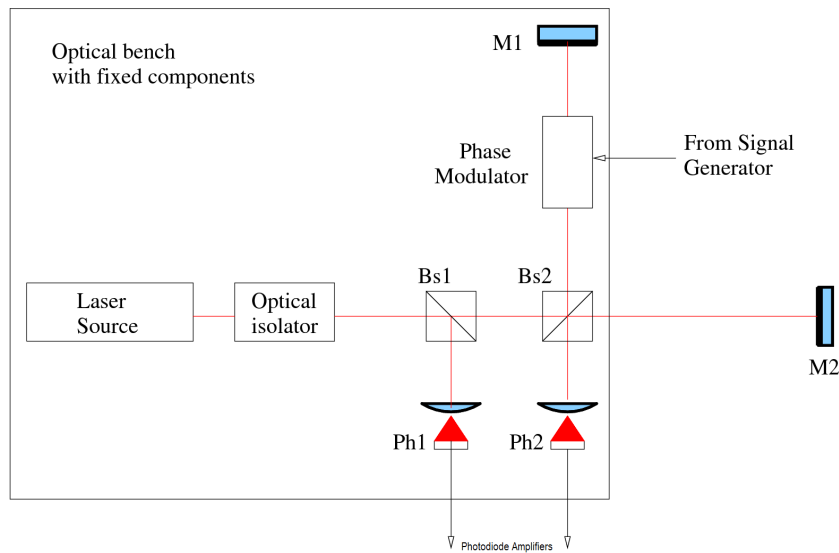 Optical bench
with fixed components
M1
Phase
Modulator
From Signal
Generator
Bs1
Bs2
Laser
Source
Optical
isolator
M2
Ph1
Ph2
Photodiode Amplifiers